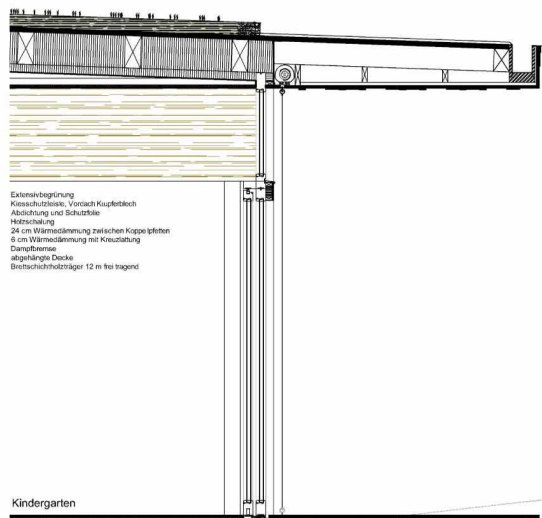 Extensivbegrünung
Kiesschutzleiste, Vordach Kupferblech
Abdichtung und Schutzfolie
Holzschalung
24 cm Wärmedämmung zwischen Koppelpfetten
6 cm Wärmedämmung mit Kreuzlattung
Dampfbremse
abgehängte Decke
Brettschichtholzträger 12 m frei tragend
Kindergarten